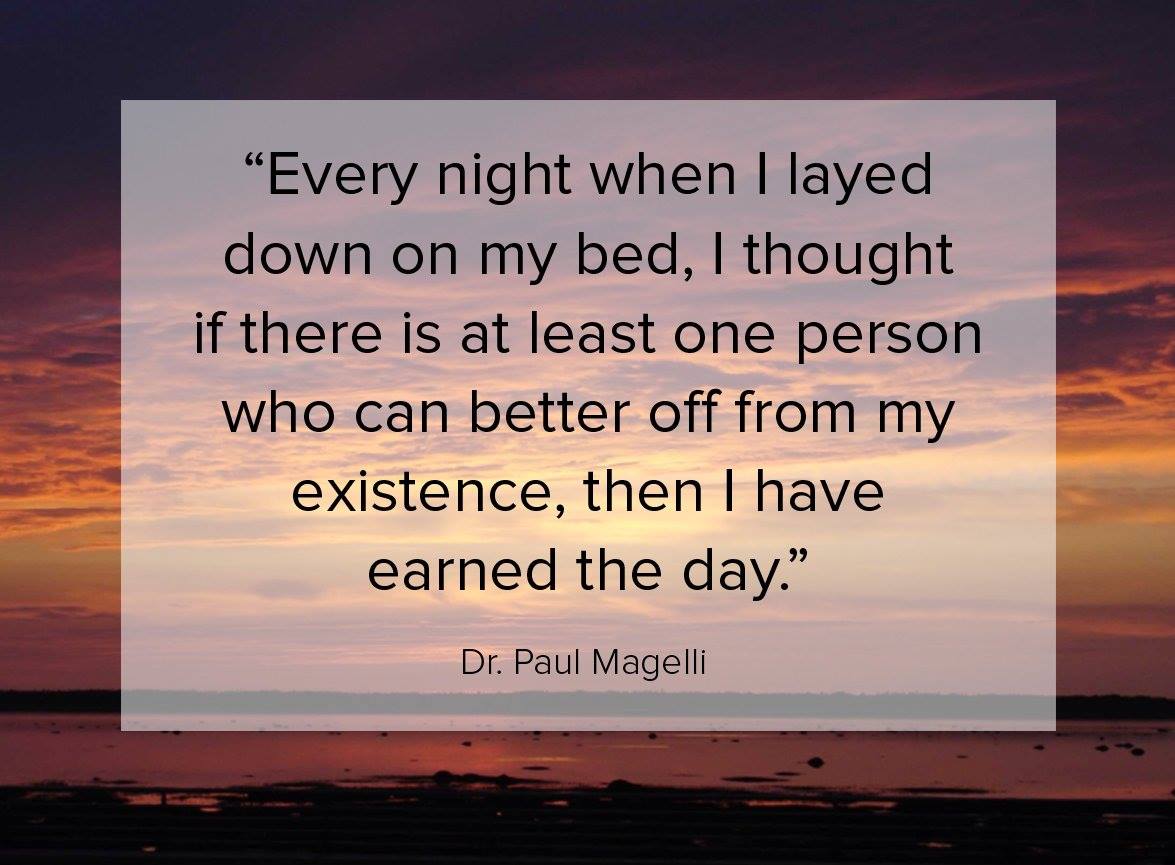 “Every night when I layed
down on my bed, I thought
if there is at least one person
who can better off from my
existence, then I have
earned the day.”
Dr. Paul Magelli